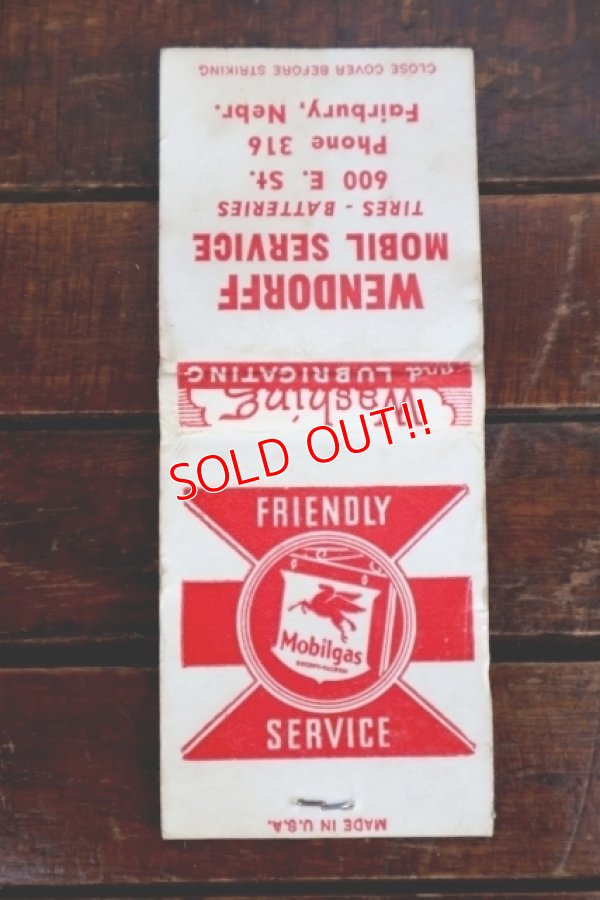 CLOSE COVER BEFORE STRIKING
WENDORFF
MOBIL SERVICE
TIRES - BATTERIES
600 E. St.
Phone 316
Fairbury, Nebr.
Washing
and LUBRICATING
SOLD OUT!!
FRIENDLY
Mobilgas
SERVICE
MADE IN U.S.A.